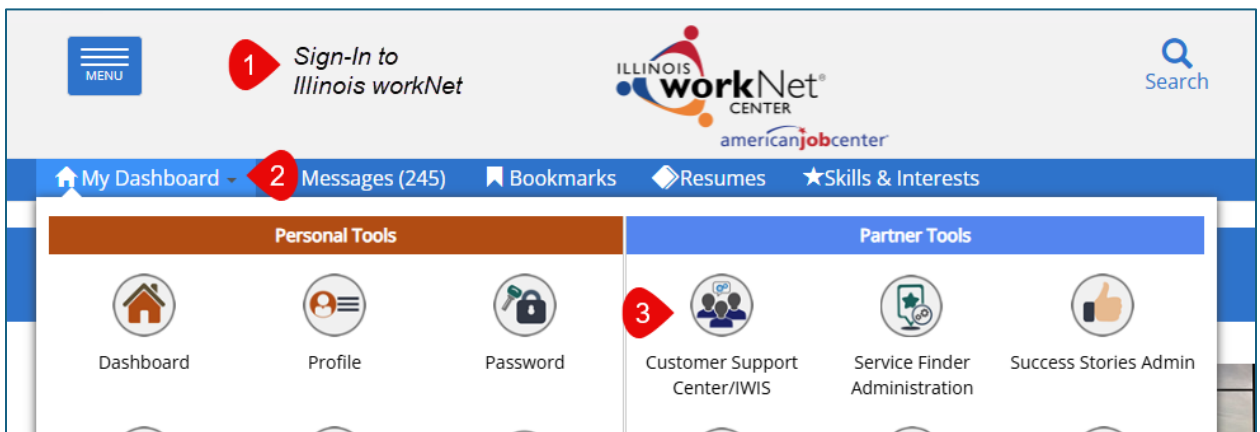 MENU
1
Sign-In to
Illinois workNet
ILLINOIS
workNet®
CENTER
americanjobcenter
Search
My Dashboard
2
Messages (245)
Bookmarks
Resumes
Skills & Interests
Personal Tools
Partner Tools
3
Dashboard
Profile
Password
Customer Support
Center/IWIS
Service Finder
Administration
Success Stories Admin